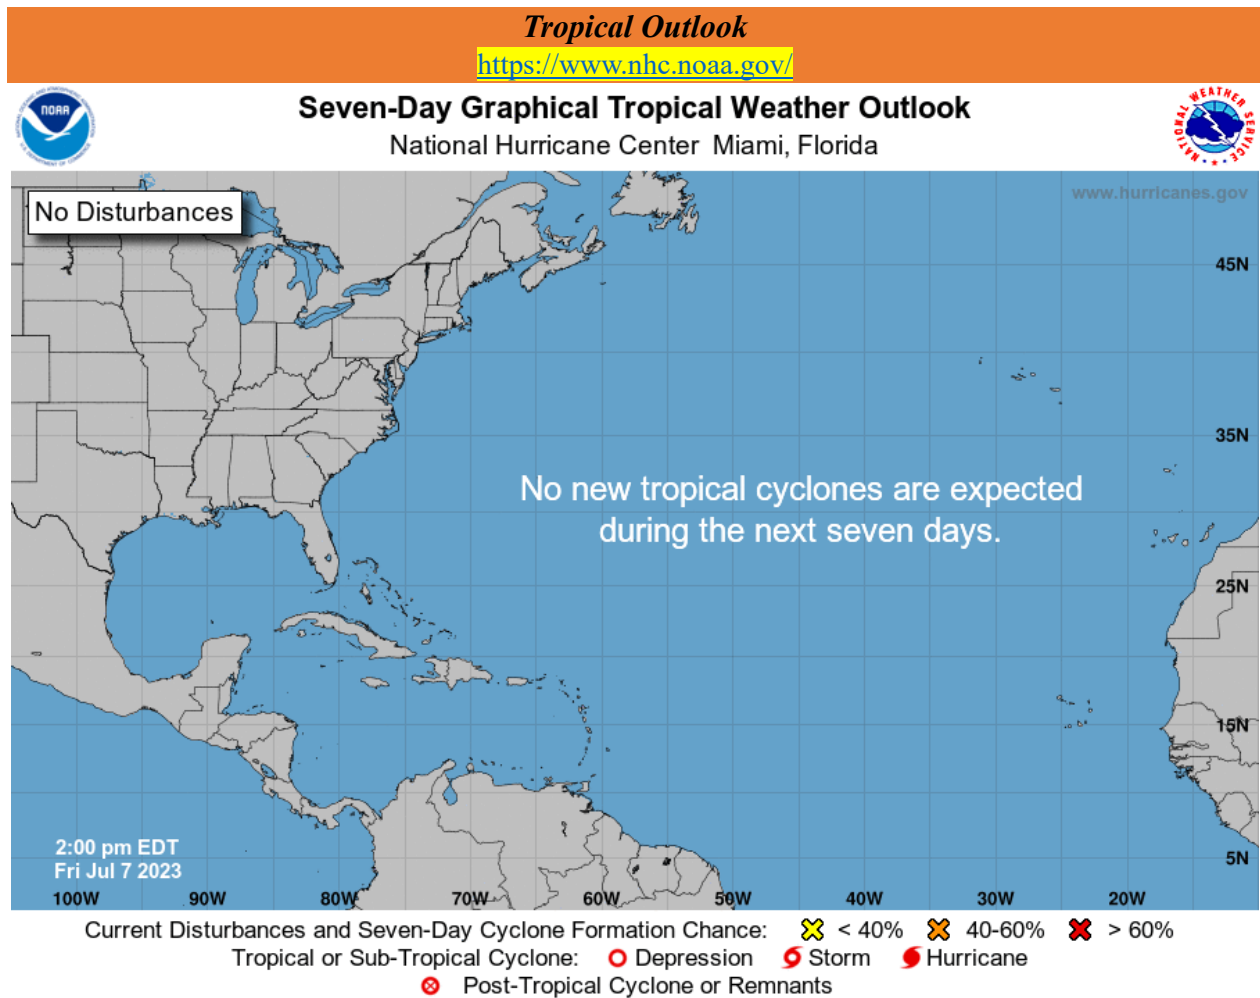 Tropical Outlook
https://www.nhc.noaa.gov/
NOAA
Seven-Day Graphical Tropical Weather Outlook
National Hurricane Center  Miami, Florida
NATIONAL WEATHER SERVICE
No Disturbances
www.hurricanes.gov
45N
35N
No new tropical cyclones are expected
during the next seven days.
25N
15N
2:00 pm EDT
Fri Jul 7 2023
5N
100W 90W 80W 70W 60W 50W 40W 30W 20W
Current Disturbances and Seven-Day Cyclone Formation Chance: < 40% 40-60% > 60%
Tropical or Sub-Tropical Cyclone: Depression Storm Hurricane
Post-Tropical Cyclone or Remnants